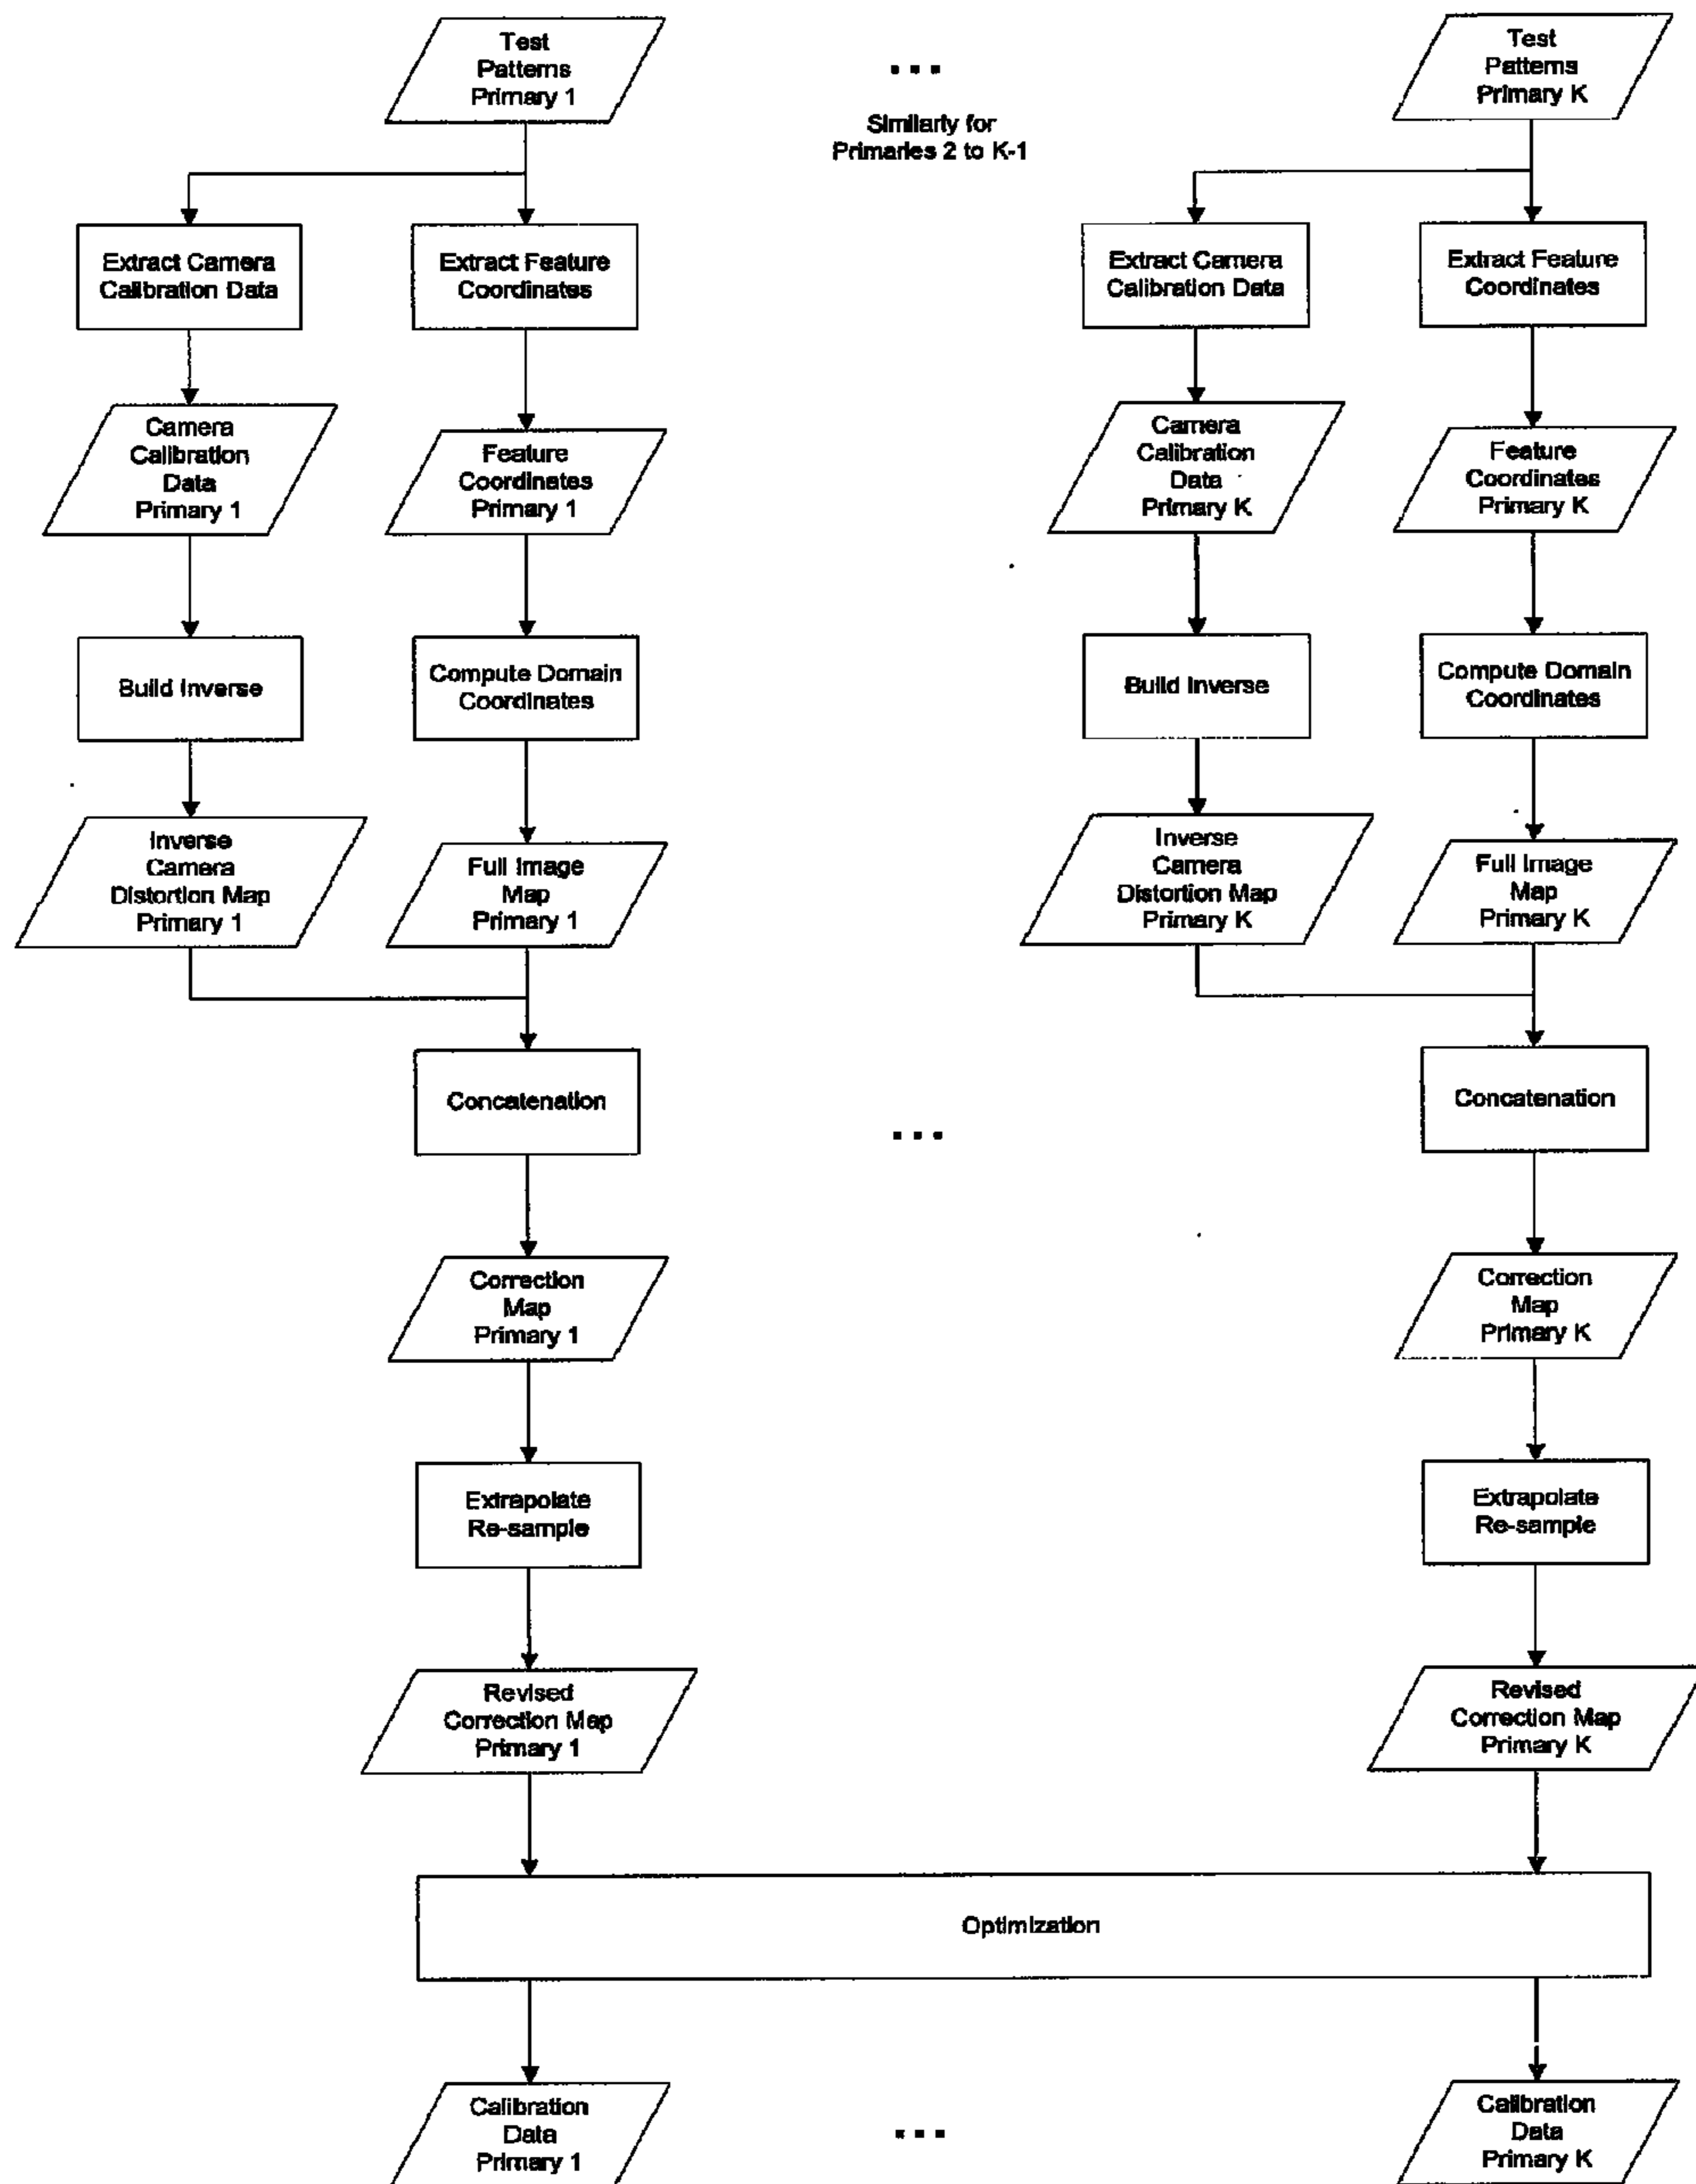 Test
Patterns
Primary 1
...
Similarly for
Primaries 2 to K-1
Test
Patterns
Primary K
Extract Camera
Calibration Data
Extract Feature
Coordinates
Extract Camera
Calibration Data
Extract Feature
Coordinates
Camera
Calibration
Data
Primary 1
Feature
Coordinates
Primary 1
Camera
Calibration
Data
Primary K
Feature
Coordinates
Primary K
Build Inverse
Compute Domain
Coordinates
Build Inverse
Compute Domain
Coordinates
Inverse
Camera
Distortion Map
Primary 1
Full Image
Map
Primary 1
Inverse
Camera
Distortion Map
Primary K
Full Image
Map
Primary K
Concatenation
...
Concatenation
Correction
Map
Primary 1
Correction
Map
Primary K
Extrapolate
Re-sample
Extrapolate
Re-sample
Revised
Correction Map
Primary 1
Revised
Correction Map
Primary K
Optimization
Calibration
Data
Primary 1
...
Calibration
Data
Primary K